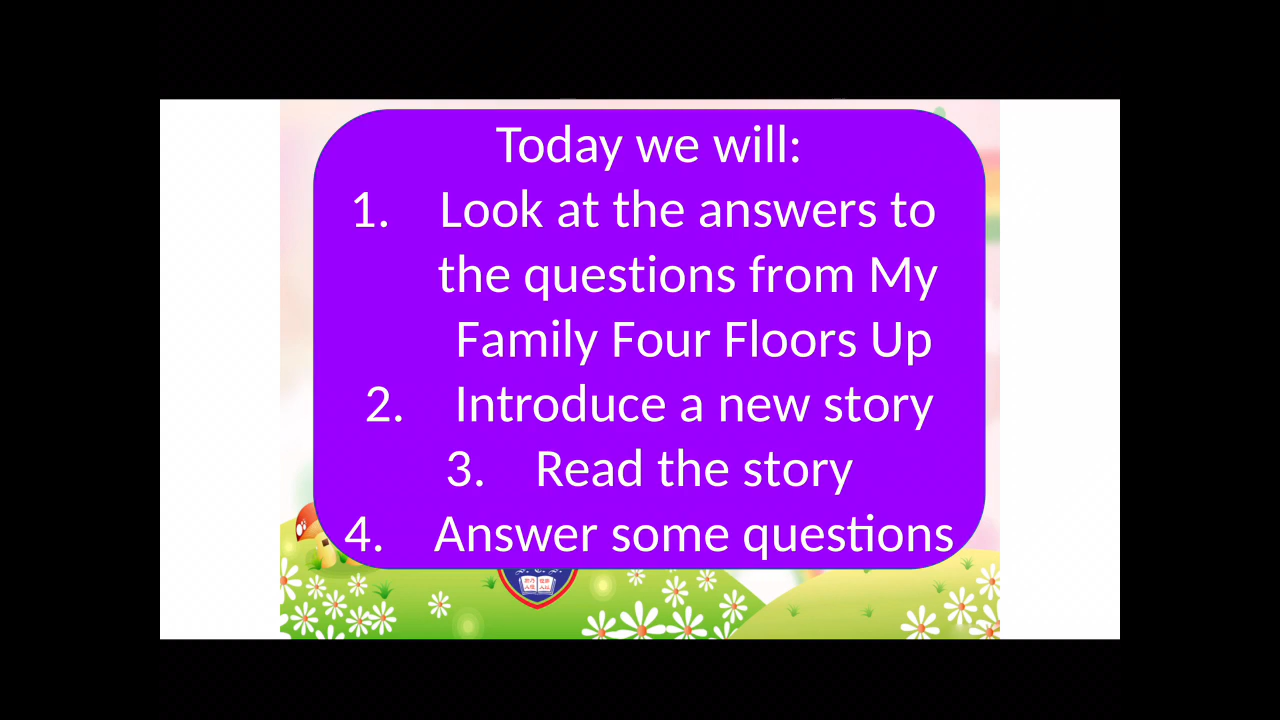 Today we will:
1. Look at the answers to
the questions from My
Family Four Floors Up
2. Introduce a new story
3. Read the story
4. Answer some questions